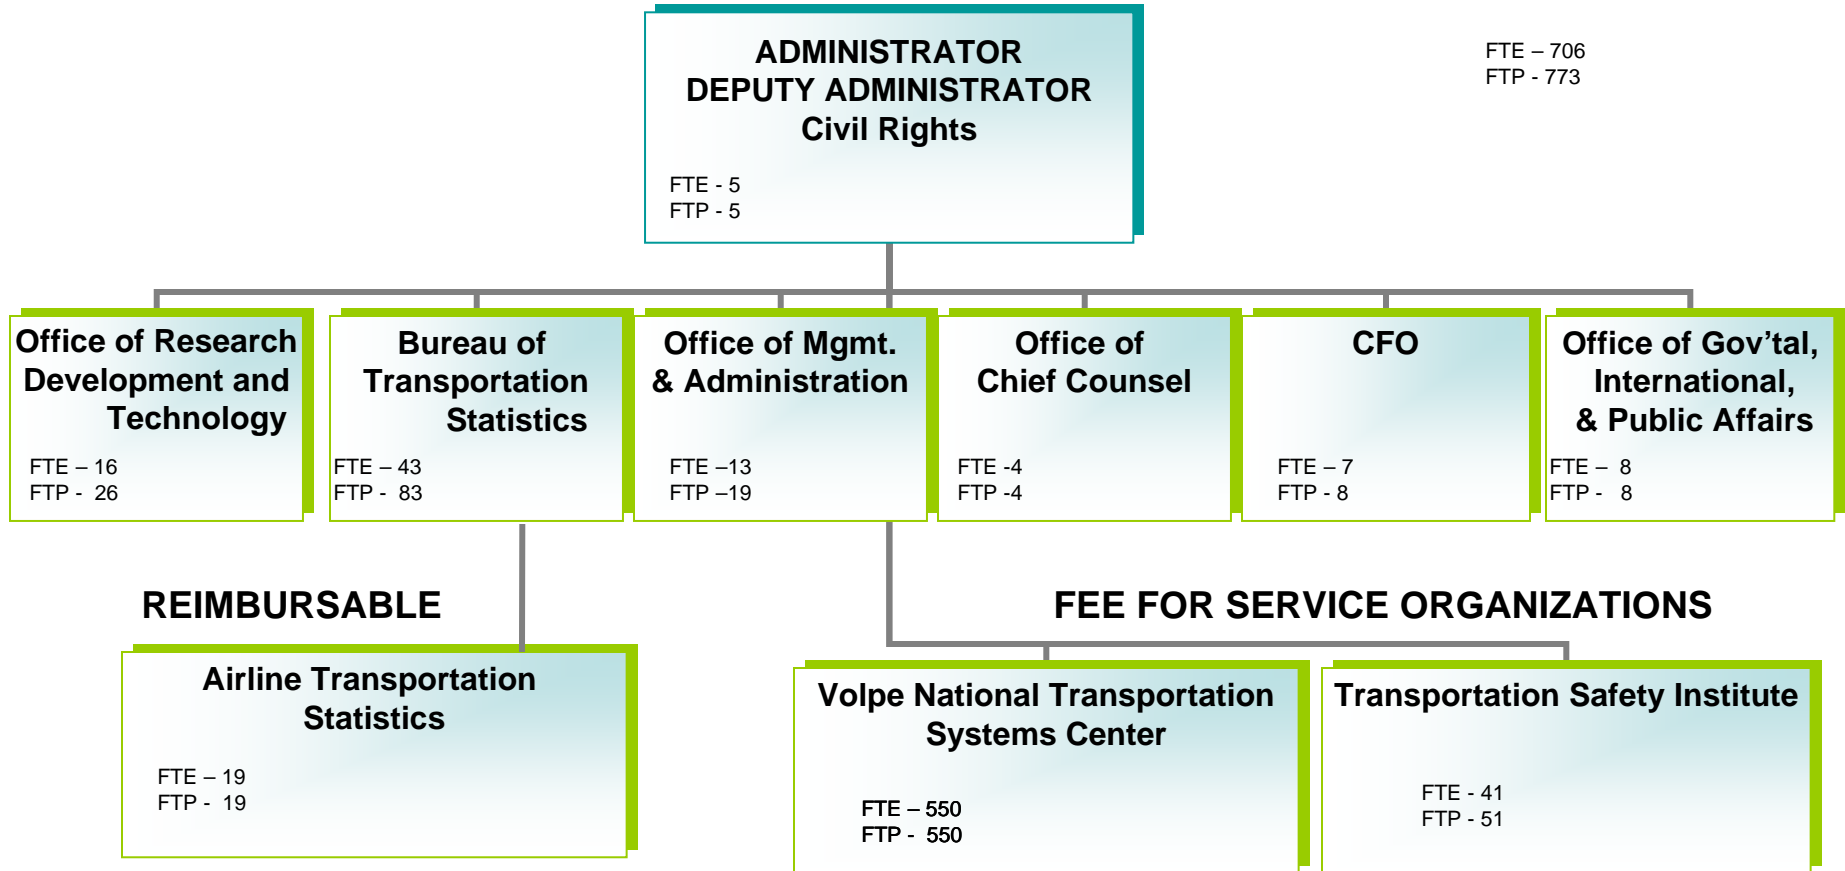 ADMINISTRATOR
DEPUTY ADMINISTRATOR
Civil Rights
FTE - 5
FTP - 5
FTE – 706
FTP - 773
Office of Research
Development and
Technology
FTE – 16
FTP - 26
Bureau of
Transportation
Statistics
FTE – 43
FTP - 83
Office of Mgmt.
& Administration
FTE –13
FTP –19
Office of
Chief Counsel
FTE -4
FTP -4
CFO
FTE – 7
FTP - 8
Office of Gov’tal,
International,
& Public Affairs
FTE – 8
FTP - 8
REIMBURSABLE
Airline Transportation
Statistics
FTE – 19
FTP - 19
FEE FOR SERVICE ORGANIZATIONS
Volpe National Transportation
Systems Center
FTE – 550
FTP - 550
Transportation Safety Institute
FTE - 41
FTP - 51